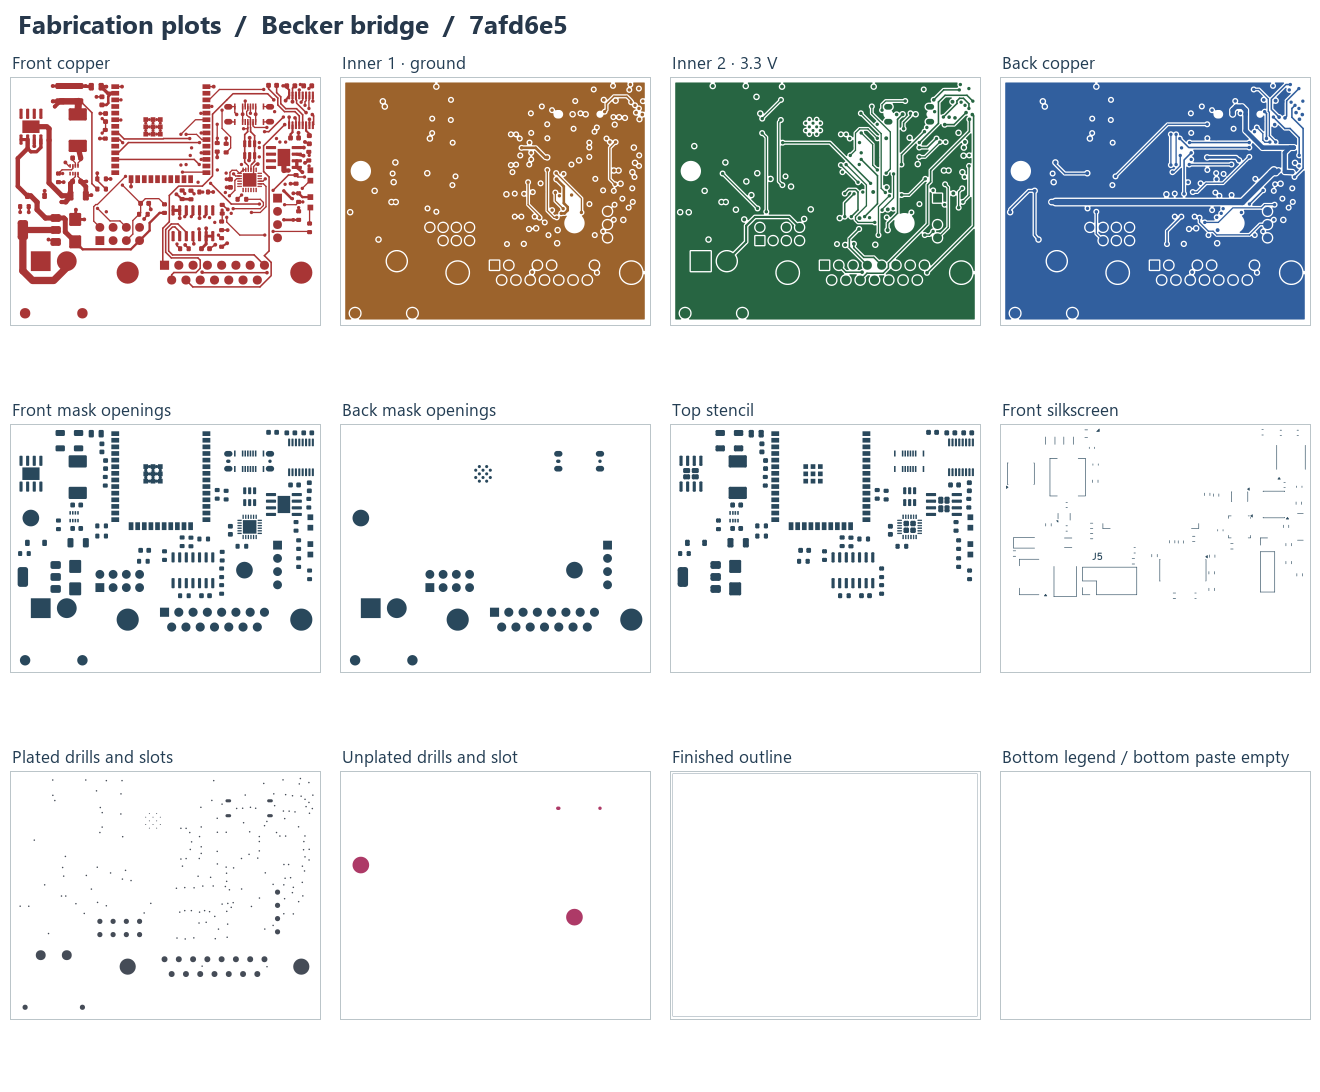 Fabrication plots / Becker bridge / 7afd6e5
Front copper
Inner 1 · ground
Inner 2 · 3.3 V
Back copper
Front mask openings
Back mask openings
Top stencil
Front silkscreen
J5
Plated drills and slots
Unplated drills and slot
Finished outline
Bottom legend / bottom paste empty